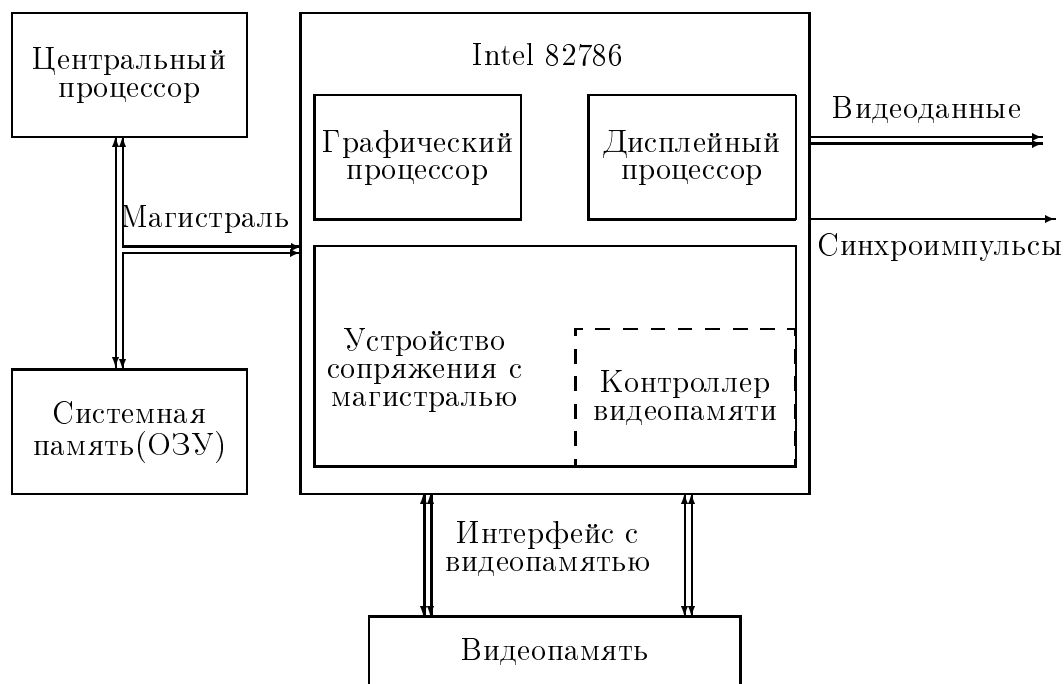 Центральный
процессор
Intel 82786
Графический
процессор
Дисплейный
процессор
Видеоданные
Магистраль
Синхроимпульсы
Устройство
сопряжения с
магистралью
Контроллер
видеопамяти
Системная
память(ОЗУ)
Интерфейс с
видеопамятью
Видеопамять